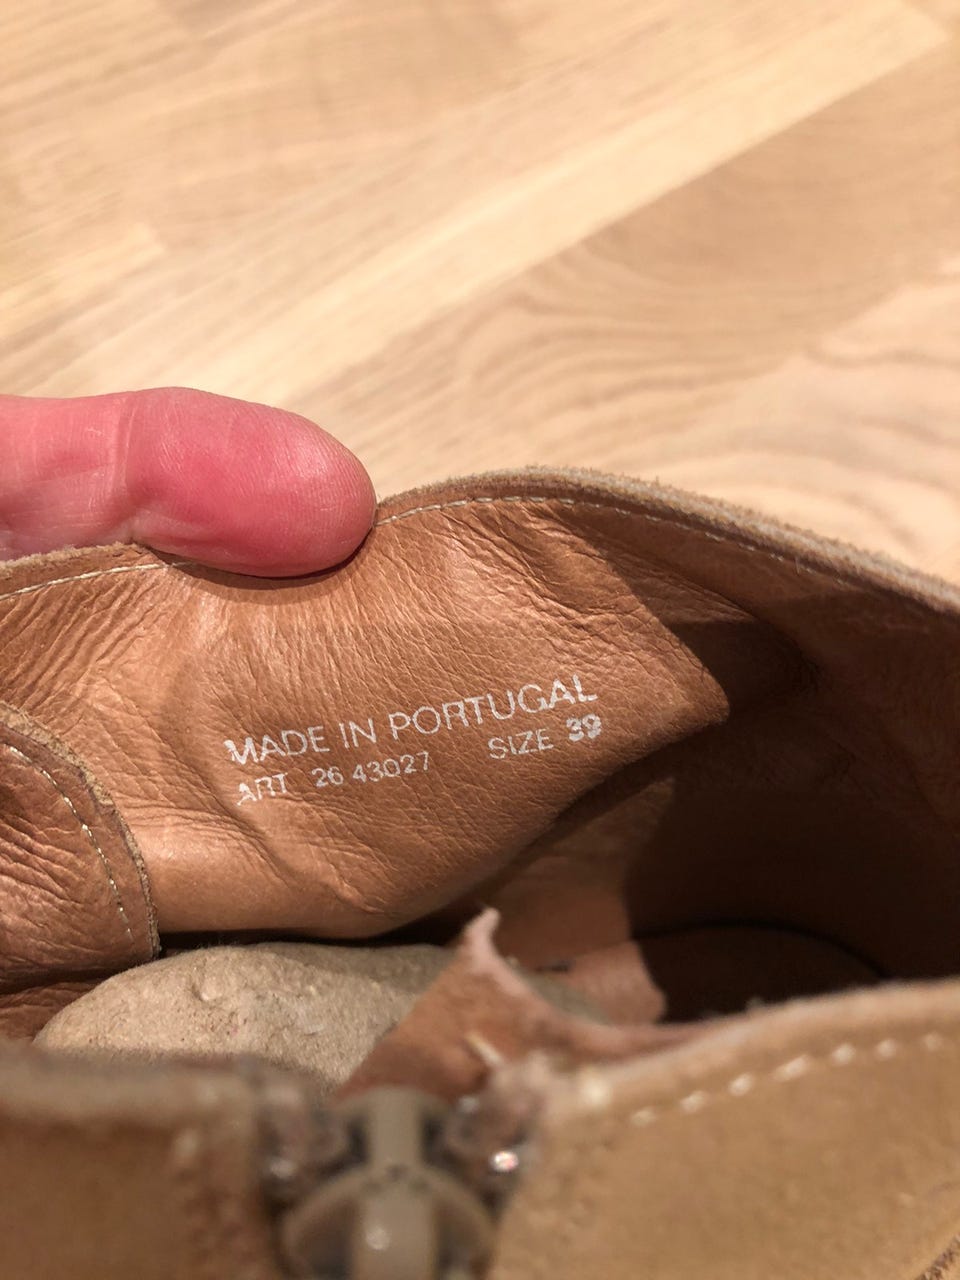 MADE IN PORTUGAL
ART 26 43027 SIZE 39